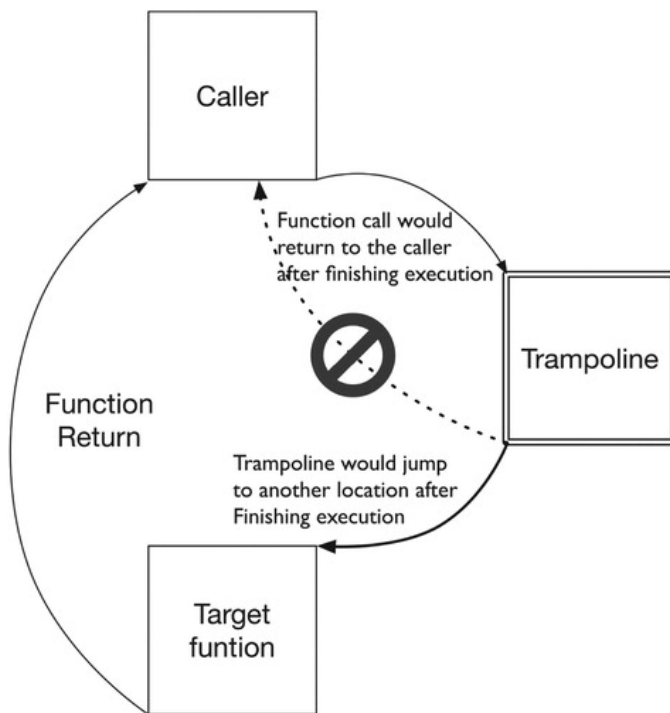 Caller
Function call would
return to the caller
after finishing execution
Trampoline
Function
Return
Trampoline would jump
to another location after
Finishing execution
Target
funtion